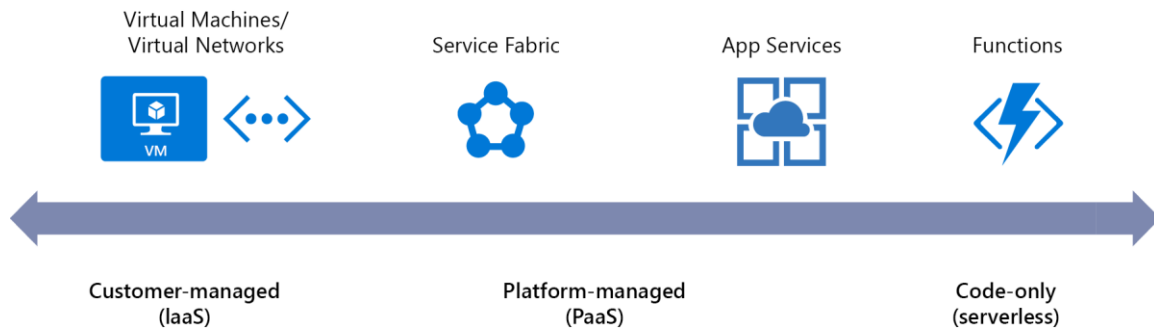 Virtual Machines/
Virtual Networks
Service Fabric
App Services
Functions
VM
Customer-managed
(IaaS)
Platform-managed
(PaaS)
Code-only
(serverless)